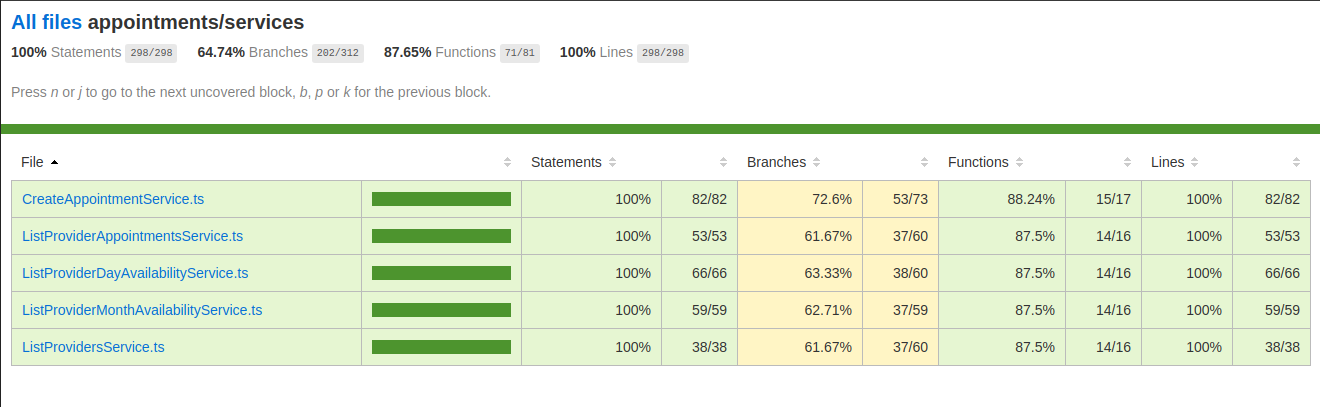 All files appointments/services
100% Statements 298/298 64.74% Branches 202/312 87.65% Functions 71/81 100% Lines 298/298
Press n or j to go to the next uncovered block, b, p or k for the previous block.
File Statements Branches Functions Lines
CreateAppointmentService.ts 100% 82/82 72.6% 53/73 88.24% 15/17 100% 82/82
ListProviderAppointmentsService.ts 100% 53/53 61.67% 37/60 87.5% 14/16 100% 53/53
ListProviderDayAvailabilityService.ts 100% 66/66 63.33% 38/60 87.5% 14/16 100% 66/66
ListProviderMonthAvailabilityService.ts 100% 59/59 62.71% 37/59 87.5% 14/16 100% 59/59
ListProvidersService.ts 100% 38/38 61.67% 37/60 87.5% 14/16 100% 38/38